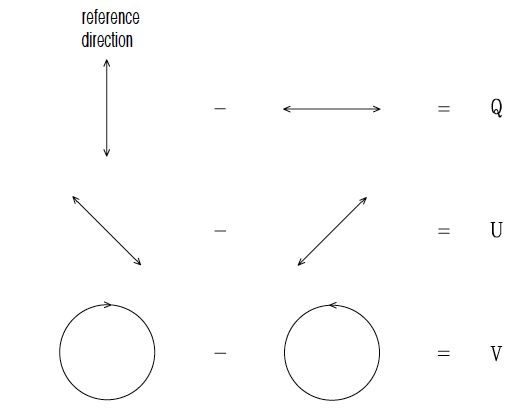 reference
direction
– = Q
– = U
– = V